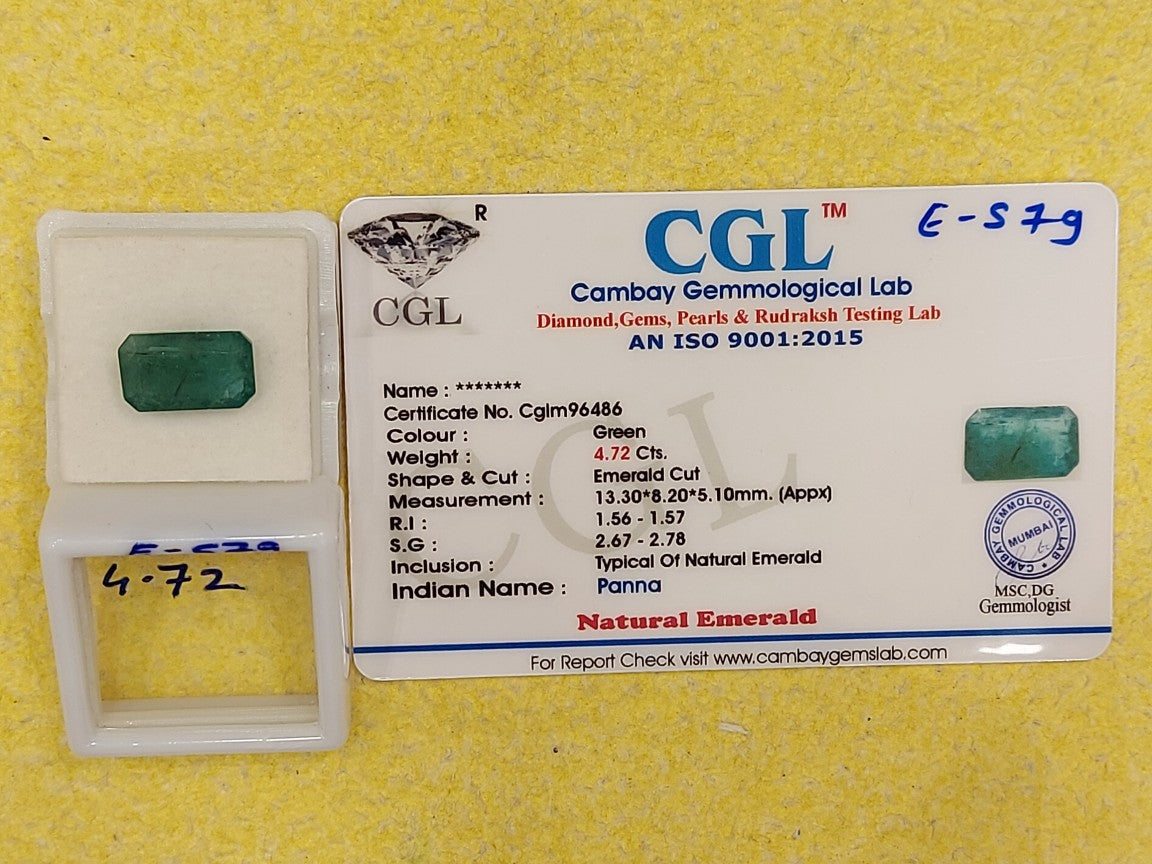 R
CGL
CGL™
E-579
Cambay Gemmological Lab
Diamond,Gems, Pearls & Rudraksh Testing Lab
AN ISO 9001:2015
Name : *******
Certificate No. Cglm96486
Colour : Green
Weight : 4.72 Cts.
Shape & Cut : Emerald Cut
Measurement : 13.30*8.20*5.10mm. (Appx)
R.I : 1.56 - 1.57
S.G : 2.67 - 2.78
Inclusion : Typical Of Natural Emerald
Indian Name : Panna
Natural Emerald
For Report Check visit www.cambaygemslab.com
CGL
CAMBAY GEMMOLOGICAL LAB
MUMBAI
MSC,DG
Gemmologist
E-579
4.72